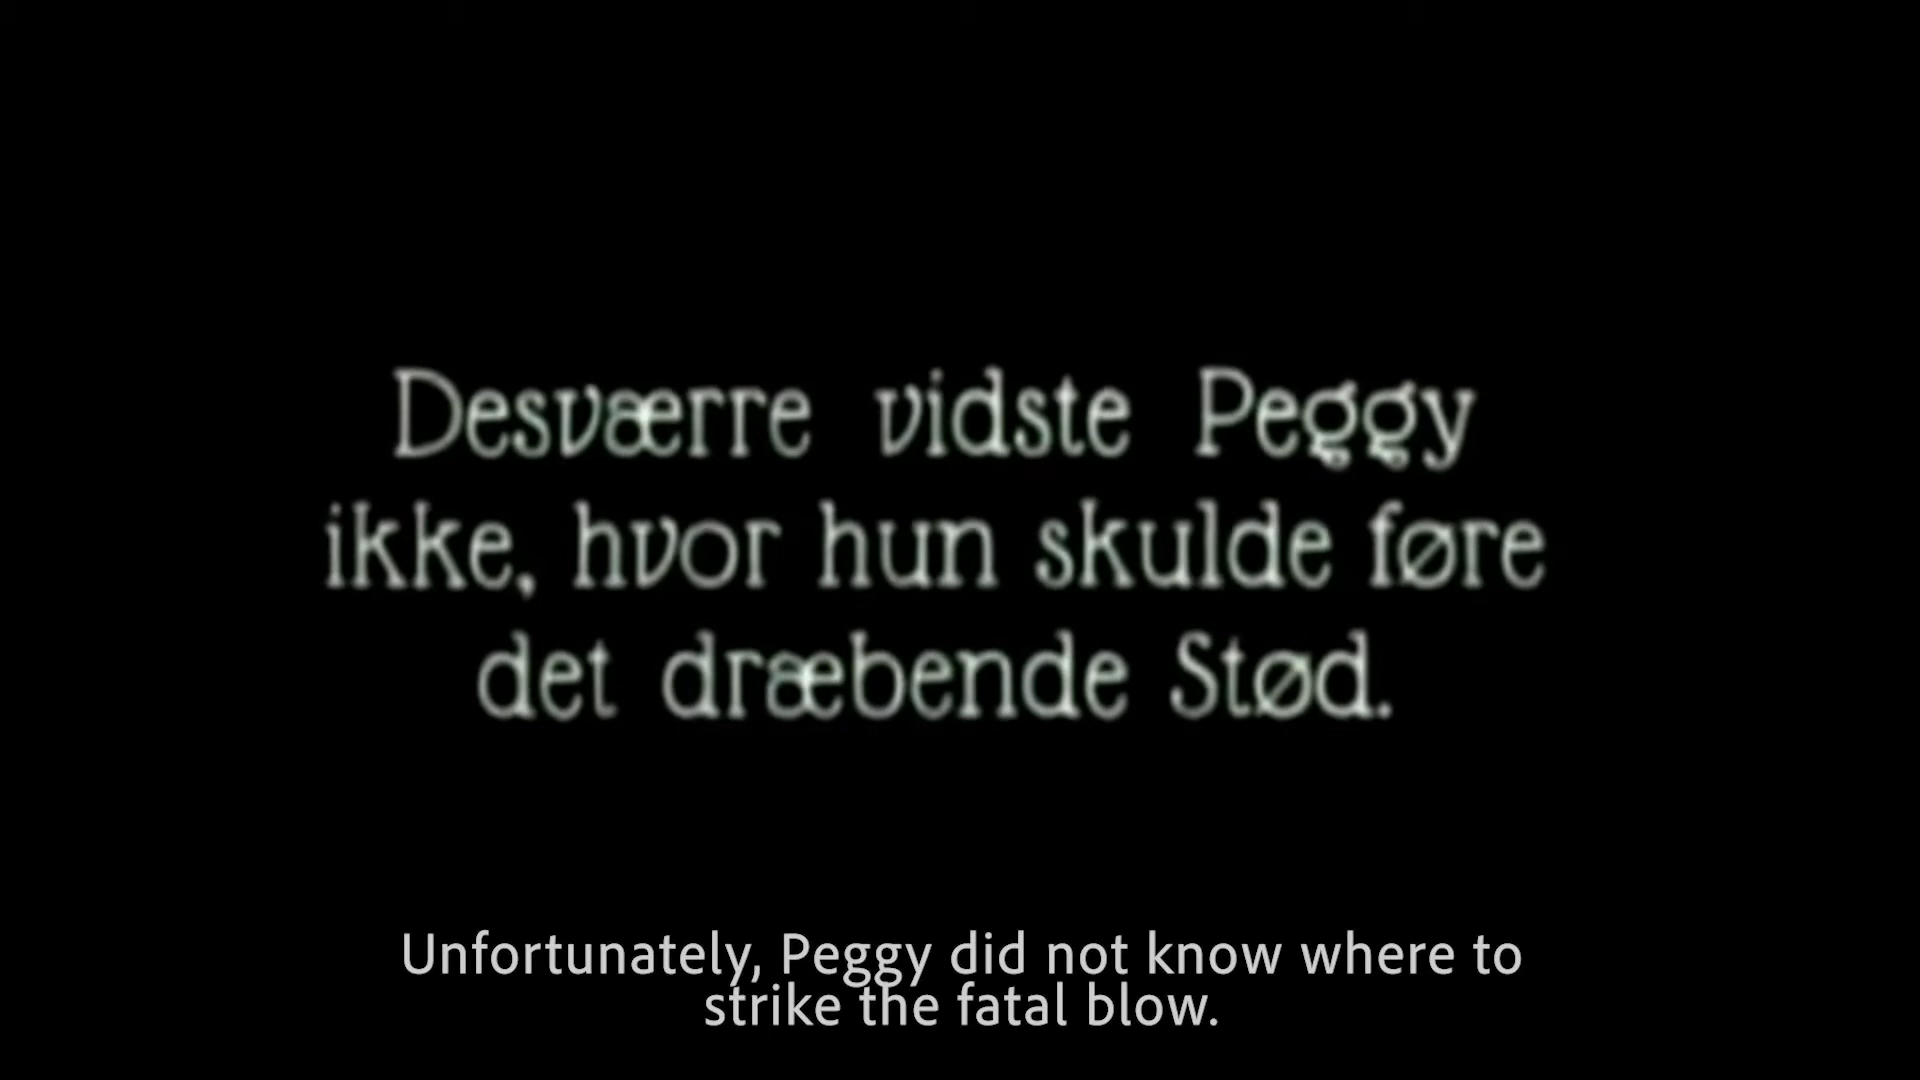 Desværre vidste Peggy
ikke, hvor hun skulde føre
det dræbende Stød.
Unfortunately, Peggy did not know where to
strike the fatal blow.